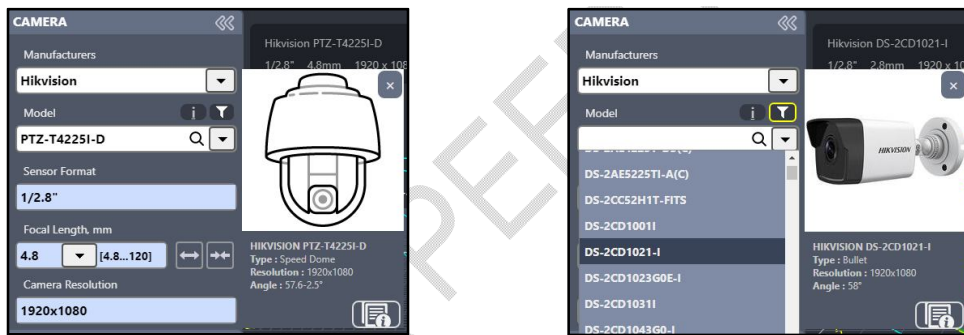 CAMERA
Manufacturers
Hikvision
Model
PTZ-T4225I-D
Sensor Format
1/2.8"
Focal Length, mm
4.8 [4.8...120]
Camera Resolution
1920x1080
Hikvision PTZ-T4225I-D
1/2.8" 4.8mm 1920 x 108
HIKVISION PTZ-T4225I-D
Type : Speed Dome
Resolution : 1920x1080
Angle : 57.6-2.5°
PEE
CAMERA
Manufacturers
Hikvision
Model
DS-2AE5225TI-A(C)
DS-2CC52H1T-FITS
DS-2CD1001I
DS-2CD1021-I
DS-2CD1023G0E-I
DS-2CD1031I
DS-2CD1043G0-I
Hikvision DS-2CD1021-I
1/2.8" 2.8mm 1920 x 10
HIKVISION
HIKVISION DS-2CD1021-I
Type : Bullet
Resolution : 1920x1080
Angle : 58°